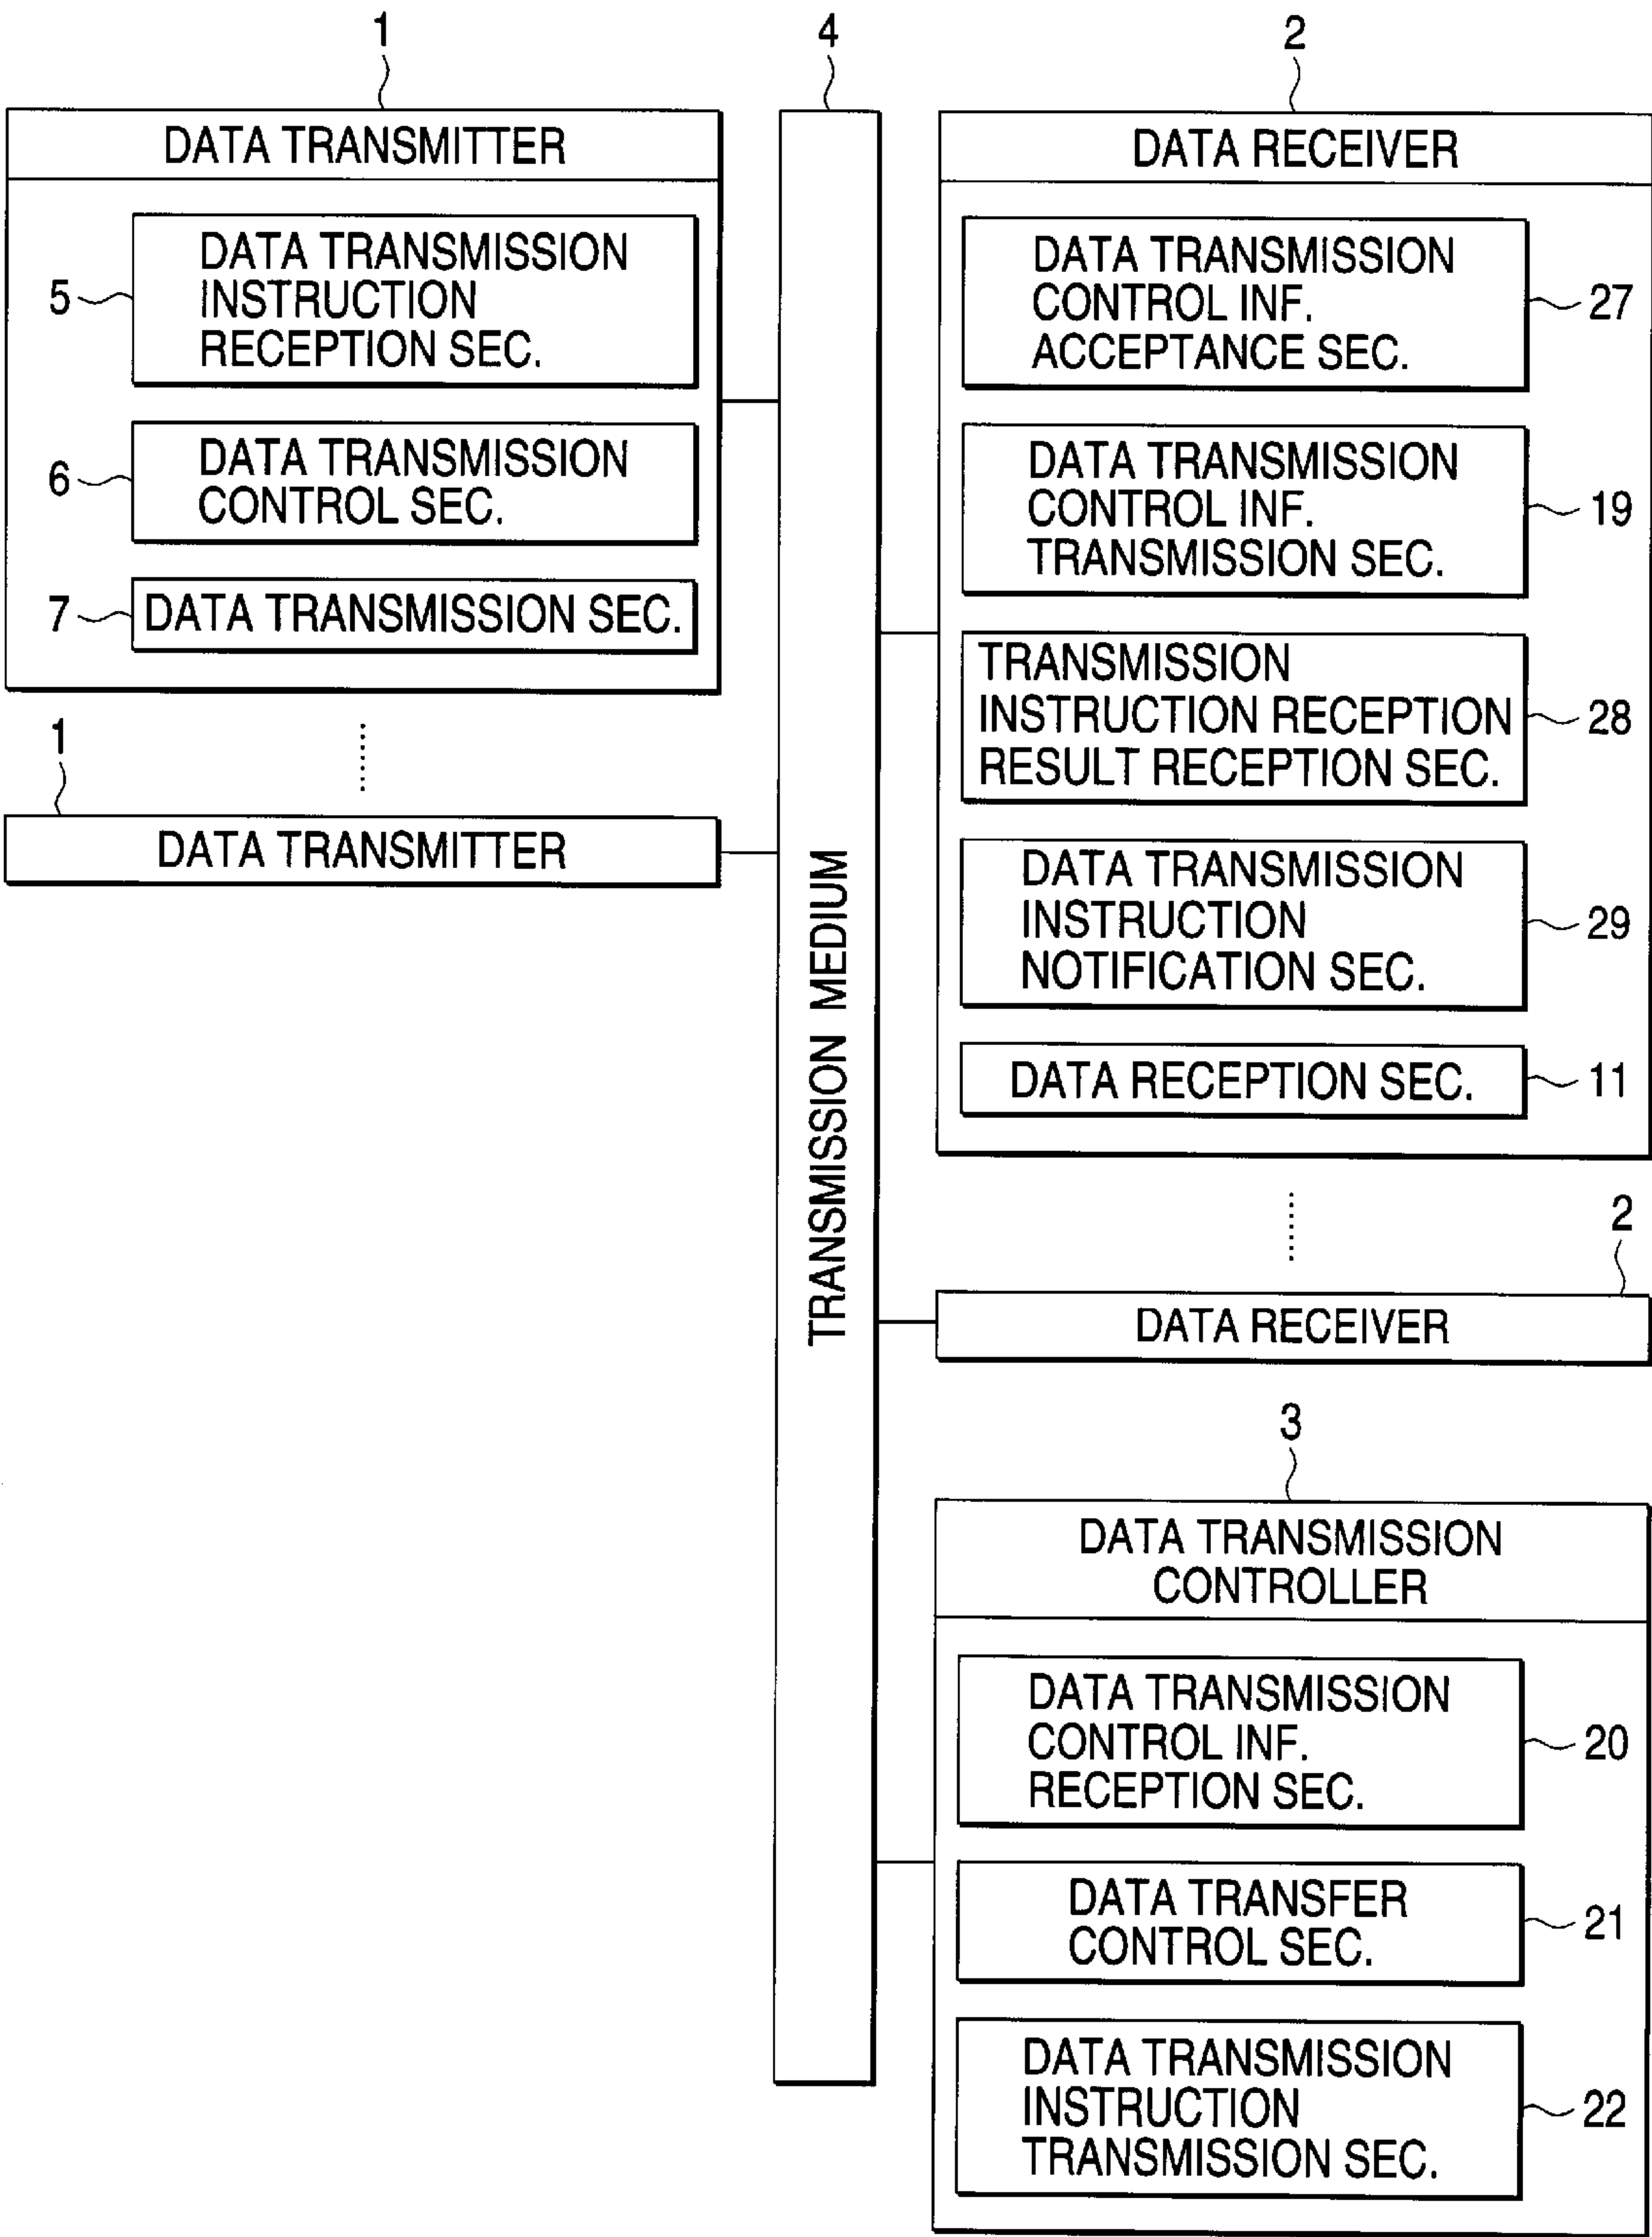 1
DATA TRANSMITTER
5
DATA TRANSMISSION
INSTRUCTION
RECEPTION SEC.
6
DATA TRANSMISSION
CONTROL SEC.
7
DATA TRANSMISSION SEC.
1
DATA TRANSMITTER
4
TRANSMISSION MEDIUM
2
DATA RECEIVER
DATA TRANSMISSION
CONTROL INF.
ACCEPTANCE SEC.
27
DATA TRANSMISSION
CONTROL INF.
TRANSMISSION SEC.
19
TRANSMISSION
INSTRUCTION RECEPTION
RESULT RECEPTION SEC.
28
DATA TRANSMISSION
INSTRUCTION
NOTIFICATION SEC.
29
DATA RECEPTION SEC.
11
2
DATA RECEIVER
3
DATA TRANSMISSION
CONTROLLER
DATA TRANSMISSION
CONTROL INF.
RECEPTION SEC.
20
DATA TRANSFER
CONTROL SEC.
21
DATA TRANSMISSION
INSTRUCTION
TRANSMISSION SEC.
22